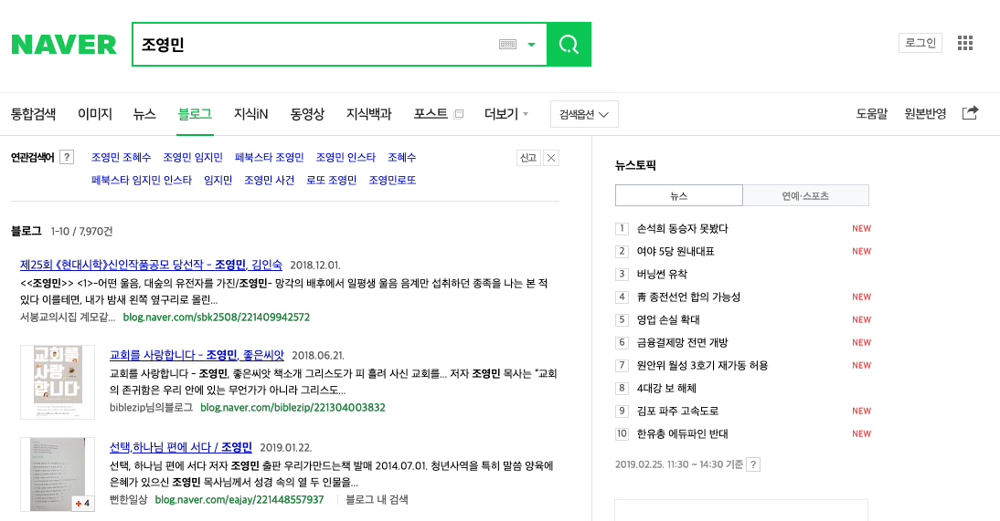 NAVER
조영민
로그인
통합검색 이미지 뉴스 블로그 지식iN 동영상 지식백과 포스트 더보기 검색옵션 도움말 원본반영
연관검색어 ? 조영민 조혜수 조영민 임지민 페북스타 조영민 조영민 인스타 조혜수 신고
페북스타 임지민 인스타 임지민 조영민 사건 로또 조영민 조영민로또
블로그 1-10 / 7,970건
제25회 《현대시학》신인작품공모 당선작 - 조영민, 김인숙 2018.12.01.
<<조영민>> <1>-어떤 울음, 대숲의 유전자를 가진/조영민- 망각의 배후에서 일평생 울음 음계만 섭취하던 종족을 나는 본 적
있다 이를테면, 내가 밤새 왼쪽 옆구리로 몰린...
서봉교의시집 계모같... blog.naver.com/sbk2508/221409942572
교회를
사랑
합니다
교회를 사랑합니다 - 조영민, 좋은씨앗 2018.06.21.
교회를 사랑합니다 - 조영민, 좋은씨앗 책소개 그리스도가 피 흘려 사신 교회를... 저자 조영민 목사는 “교회
의 존귀함은 우리 안에 있는 무언가가 아니라 그리스도...
biblezip님의블로그 blog.naver.com/biblezip/221304003832
선택,하나님 편에 서다 / 조영민 2019.01.22.
선택, 하나님 편에 서다 저자 조영민 출판 우리가만드는책 발매 2014.07.01. 청년사역을 특히 말씀 양육에
은혜가 있으신 조영민 목사님께서 성경 속의 열 두 인물을...
+ 4
뻔한일상 blog.naver.com/eajay/221448557937 블로그 내 검색
뉴스토픽
뉴스 연예·스포츠
1 손석희 동승자 못봤다 NEW
2 여야 5당 원내대표 NEW
3 버닝썬 유착
4 靑 종전선언 합의 가능성 NEW
5 영업 손실 확대 NEW
6 금융결제망 전면 개방 NEW
7 원안위 월성 3호기 재가동 허용 NEW
8 4대강 보 해체
9 김포 파주 고속도로 NEW
10 한유총 에듀파인 반대 NEW
2019.02.25. 11:30 ~ 14:30 기준 ?